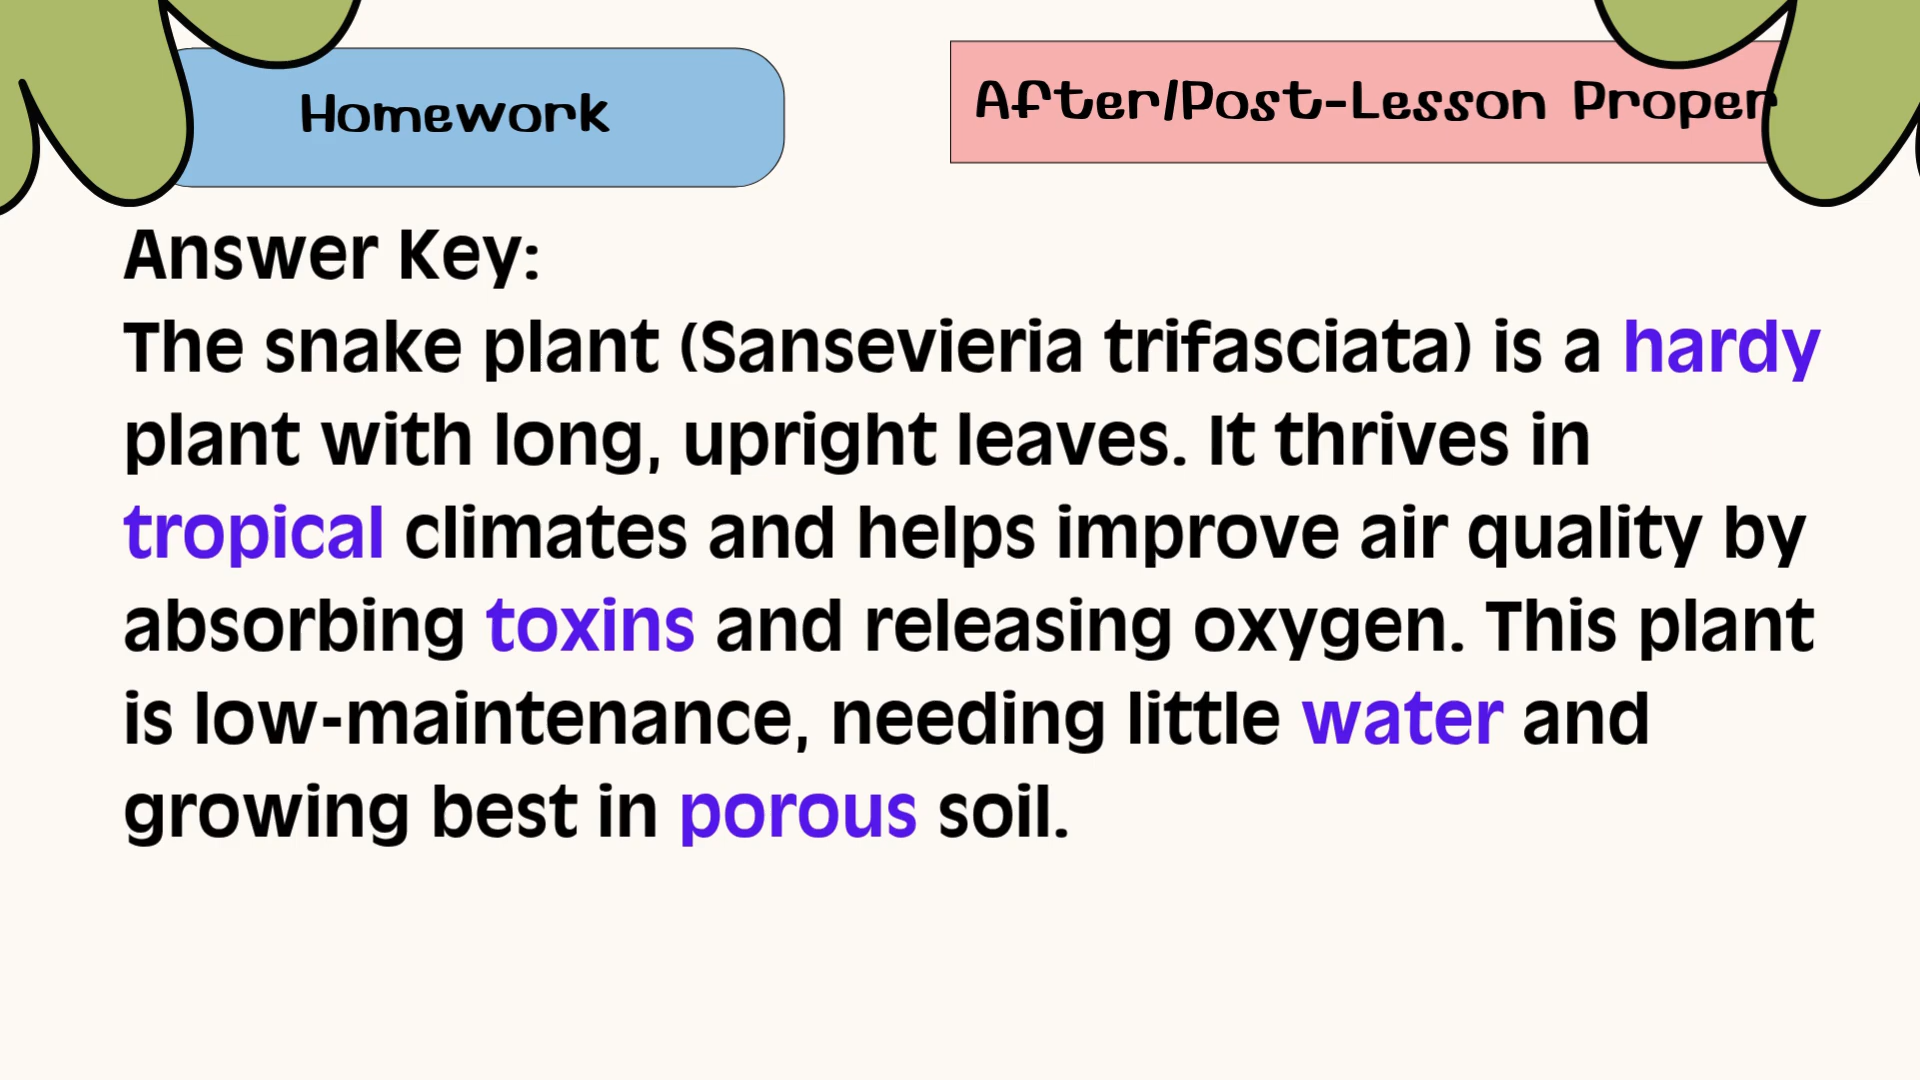 Homework
After/Post-Lesson Proper
Answer Key:
The snake plant (Sansevieria trifasciata) is a hardy
plant with long, upright leaves. It thrives in
tropical climates and helps improve air quality by
absorbing toxins and releasing oxygen. This plant
is low-maintenance, needing little water and
growing best in porous soil.